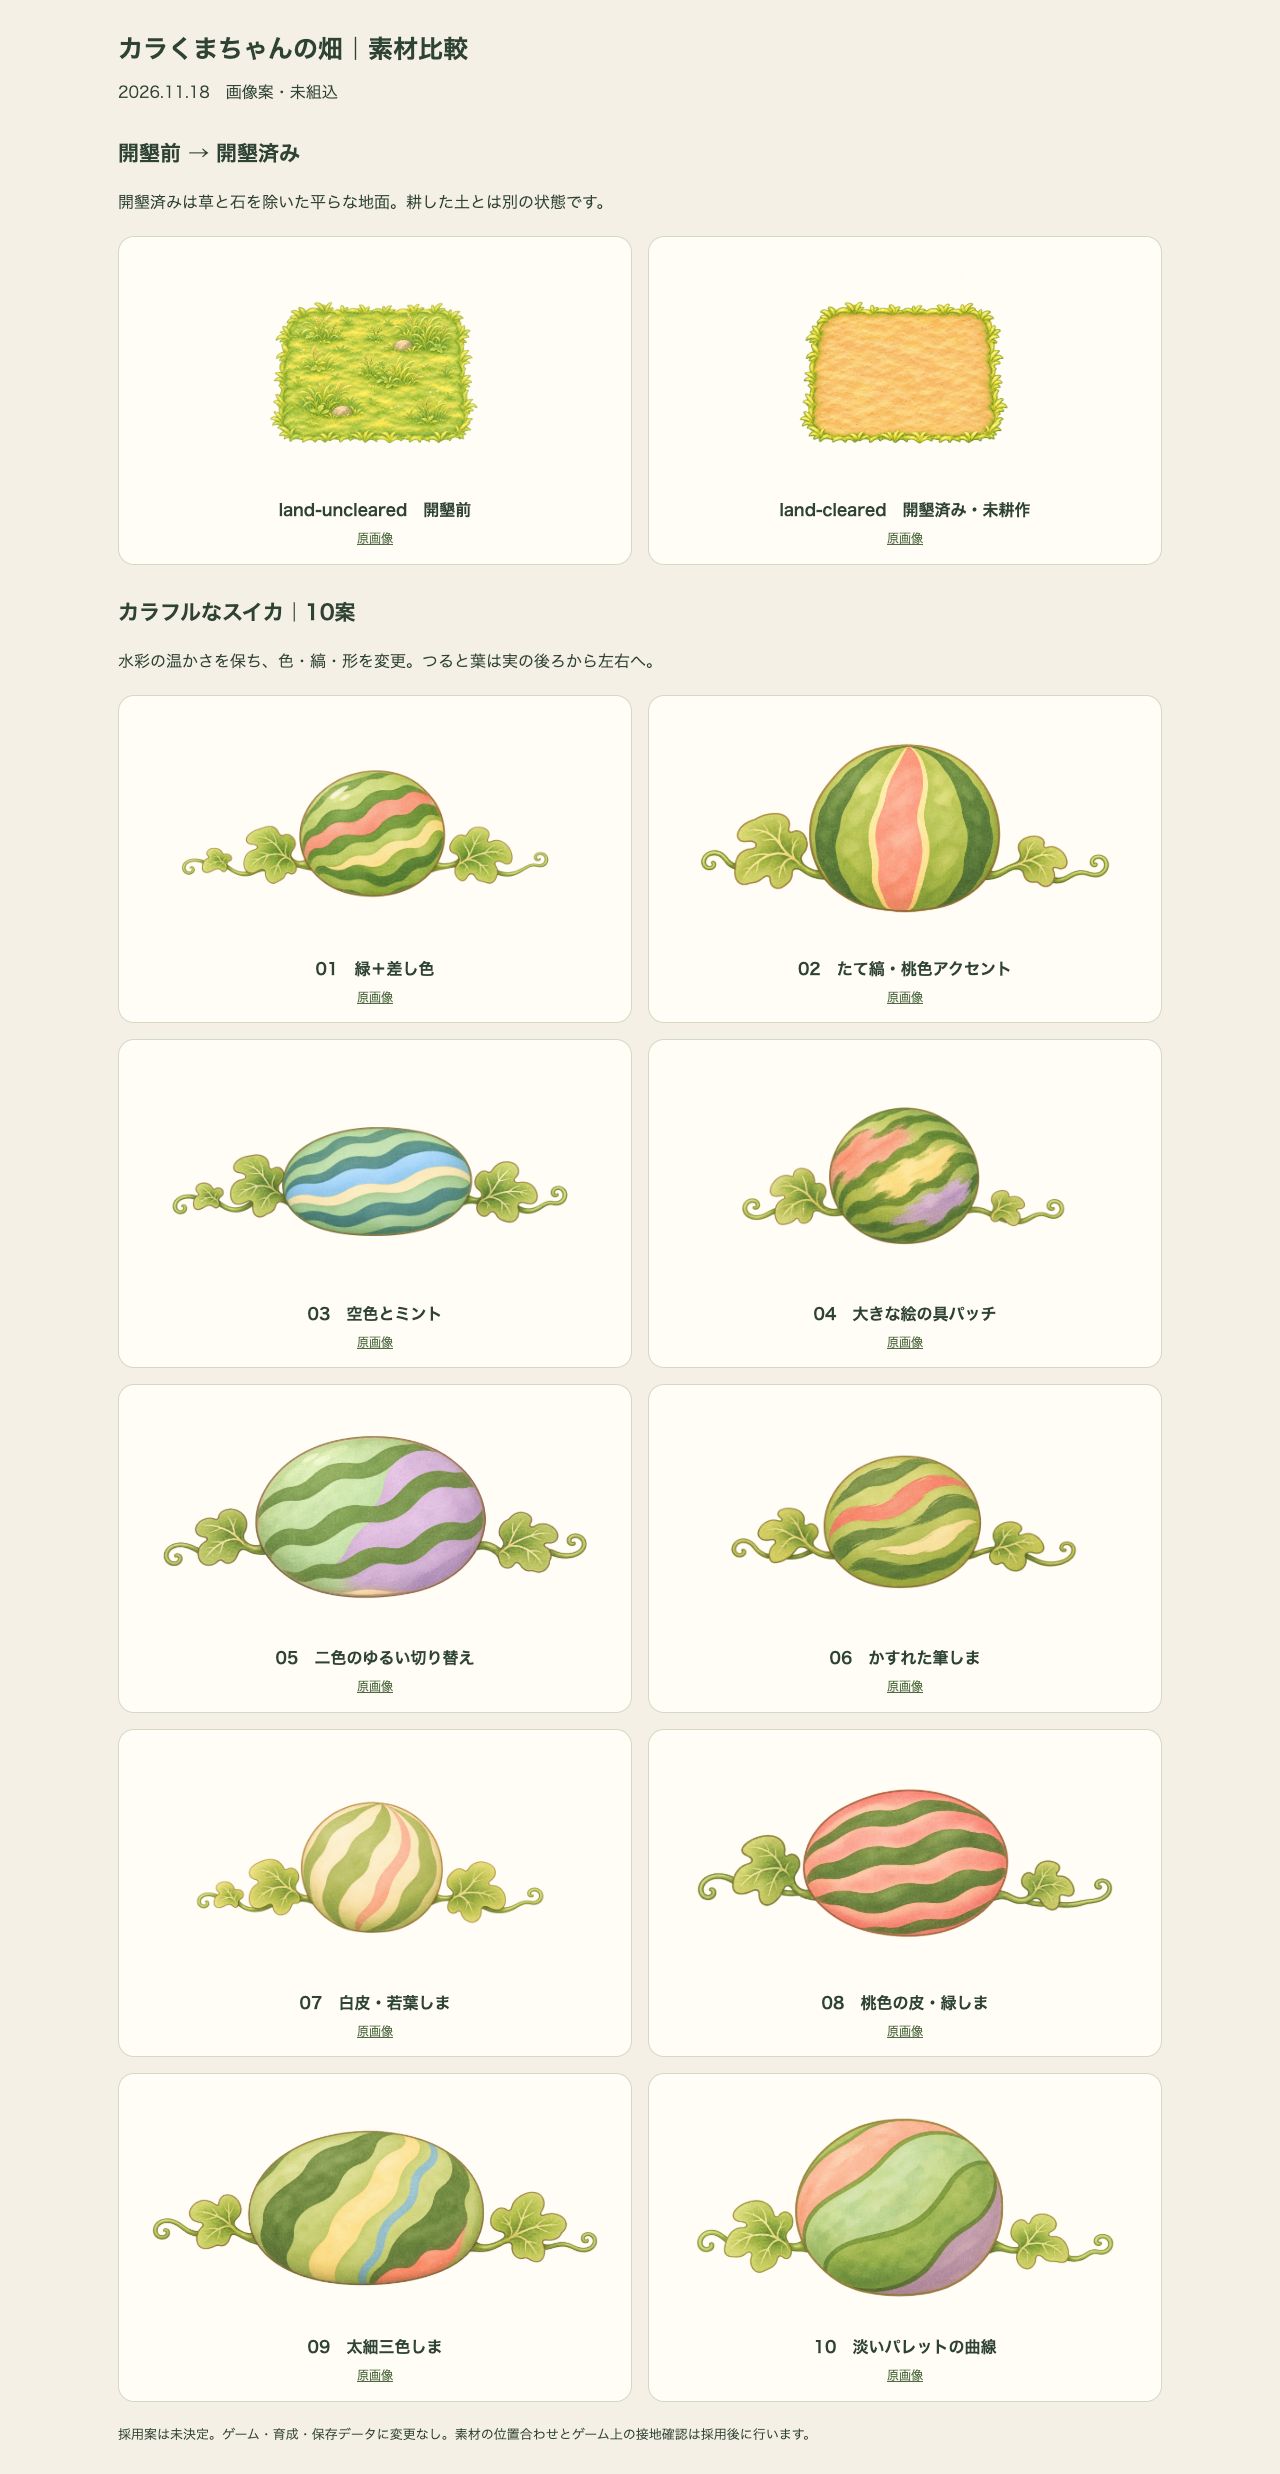 カラくまちゃんの畑｜素材比較
2026.11.18　画像案・未組込
開墾前 → 開墾済み
開墾済みは草と石を除いた平らな地面。耕した土とは別の状態です。
land-uncleared　開墾前
原画像
land-cleared　開墾済み・未耕作
原画像
カラフルなスイカ｜10案
水彩の温かさを保ち、色・縞・形を変更。つると葉は実の後ろから左右へ。
01　緑＋差し色
原画像
02　たて縞・桃色アクセント
原画像
03　空色とミント
原画像
04　大きな絵の具パッチ
原画像
05　二色のゆるい切り替え
原画像
06　かすれた筆しま
原画像
07　白皮・若葉しま
原画像
08　桃色の皮・緑しま
原画像
09　太細三色しま
原画像
10　淡いパレットの曲線
原画像
採用案は未決定。ゲーム・育成・保存データに変更なし。素材の位置合わせとゲーム上の接地確認は採用後に行います。